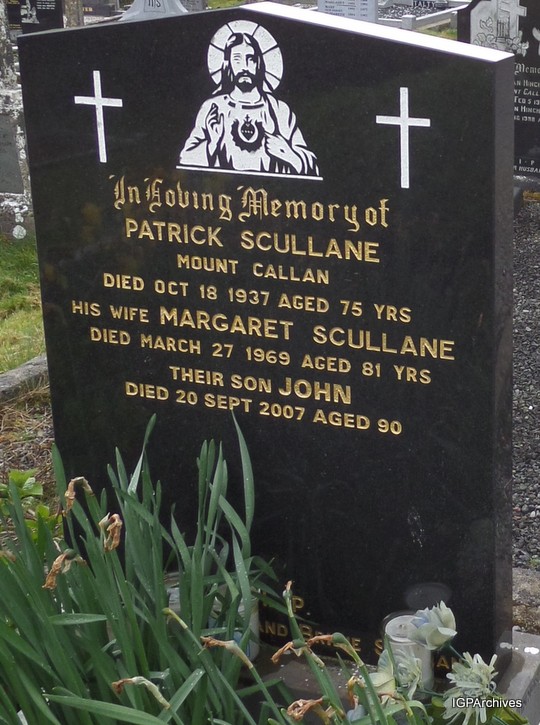 In Loving Memory of
PATRICK SCULLANE
MOUNT CALLAN
DIED OCT 18 1937 AGED 75 YRS
HIS WIFE MARGARET SCULLANE
DIED MARCH 27 1969 AGED 81 YRS
THEIR SON JOHN
DIED 20 SEPT 2007 AGED 90
IGPArchives